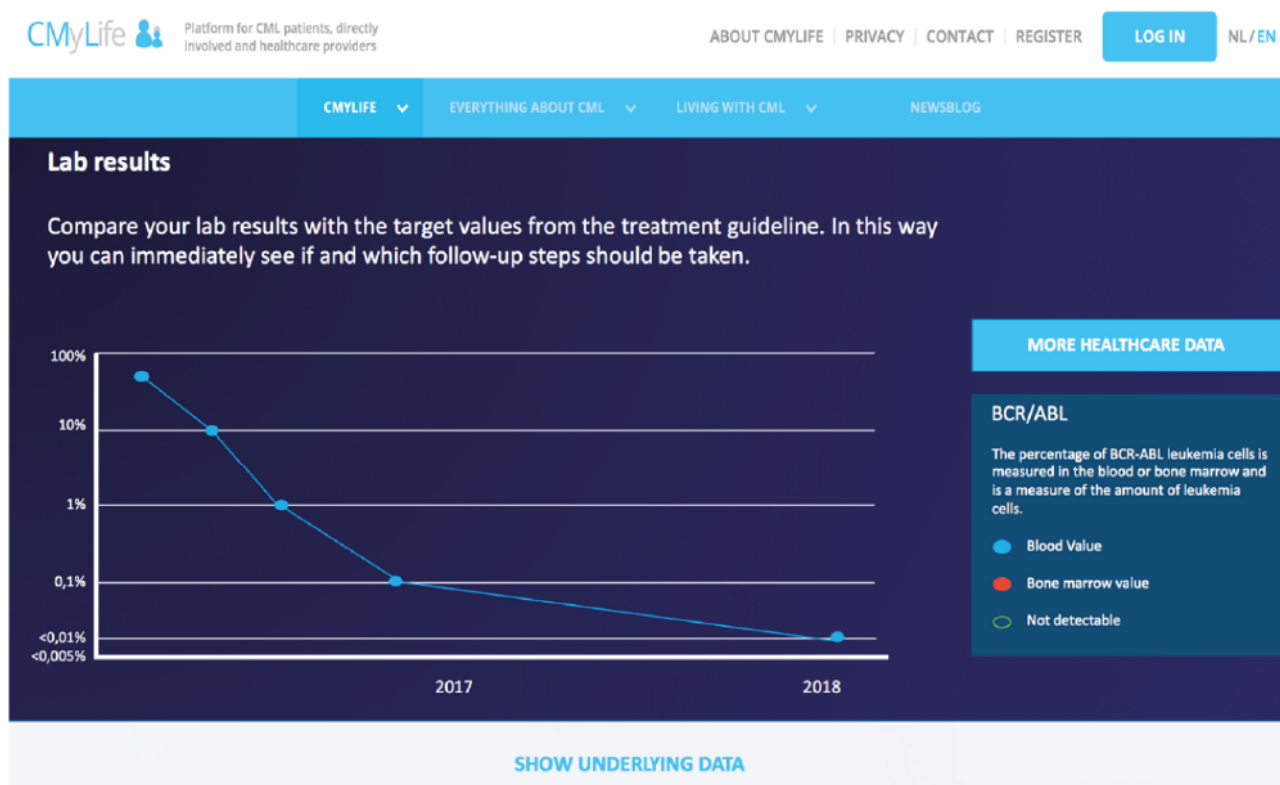 CMyLife
Platform for CML patients, directly
involved and healthcare providers
ABOUT CMYLIFE | PRIVACY | CONTACT | REGISTER
LOG IN
NL/EN
CMYLIFE
EVERYTHING ABOUT CML
LIVING WITH CML
NEWSBLOG
Lab results
Compare your lab results with the target values from the treatment guideline. In this way
you can immediately see if and which follow-up steps should be taken.
100%
10%
1%
0,1%
<0,01%
<0,005%
2017
2018
MORE HEALTHCARE DATA
BCR/ABL
The percentage of BCR-ABL leukemia cells is
measured in the blood or bone marrow and
is a measure of the amount of leukemia
cells.
Blood Value
Bone marrow value
Not detectable
SHOW UNDERLYING DATA